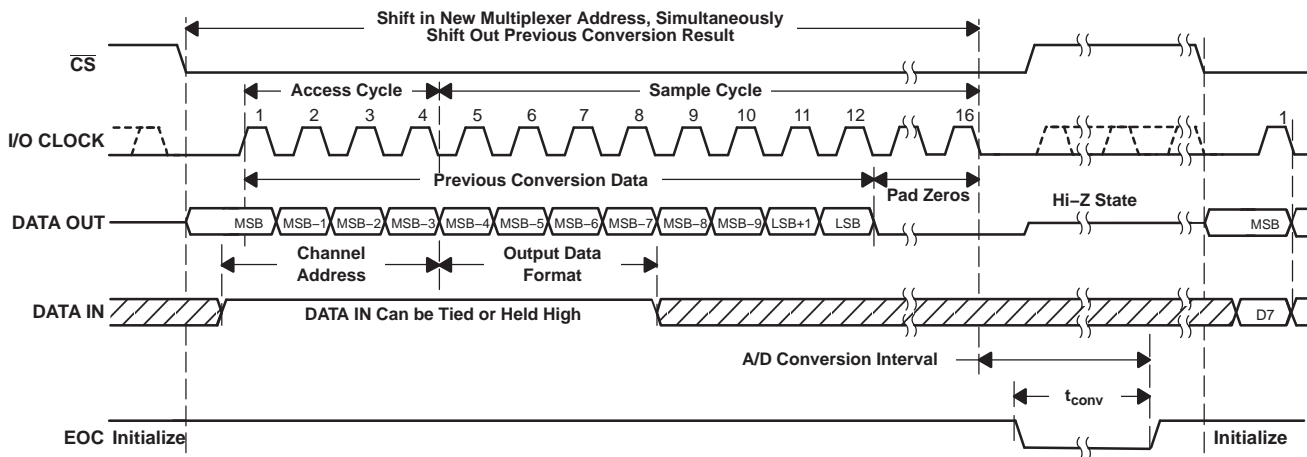 Shift in New Multiplexer Address, Simultaneously
Shift Out Previous Conversion Result
CS
Access Cycle
Sample Cycle
1 2 3 4 5 6 7 8 9 10 11 12 16 1
I/O CLOCK
Previous Conversion Data
Pad Zeros
Hi–Z State
DATA OUT
MSB MSB–1 MSB–2 MSB–3 MSB–4 MSB–5 MSB–6 MSB–7 MSB–8 MSB–9 LSB+1 LSB MSB
Channel
Address
Output Data
Format
DATA IN
DATA IN Can be Tied or Held High
D7
A/D Conversion Interval
tconv
EOC
Initialize
Initialize